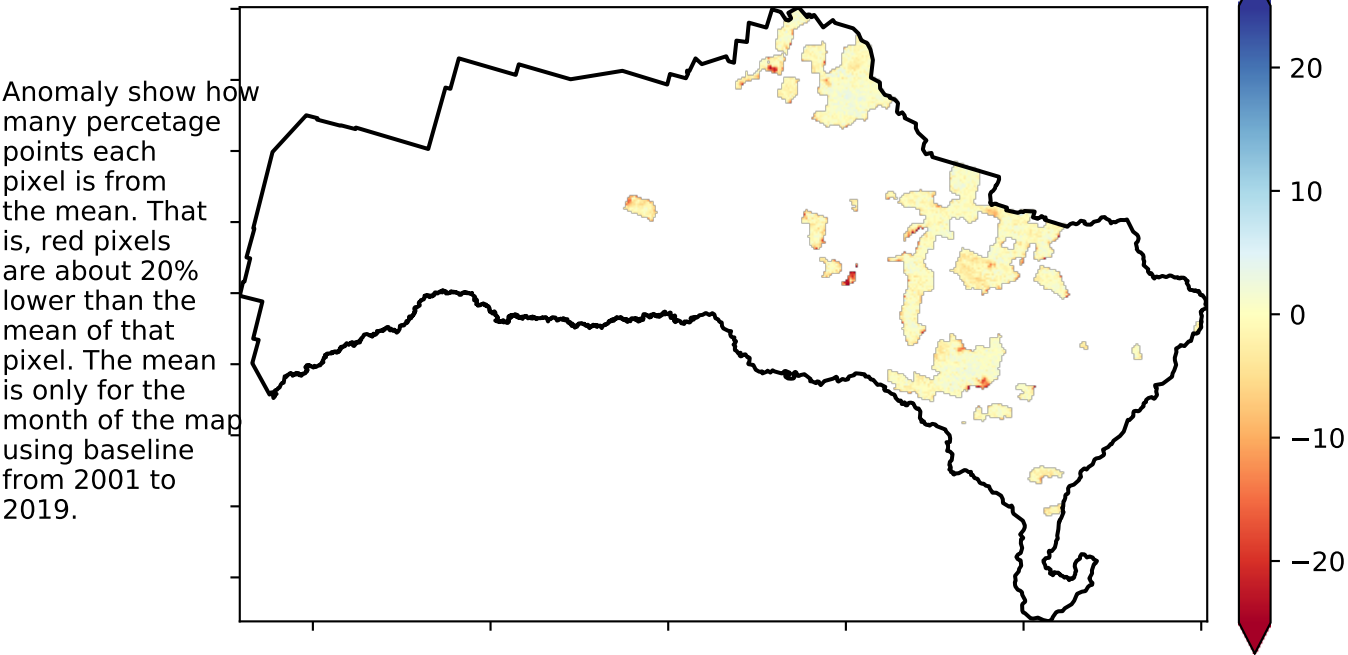 Anomaly show how
many percetage
points each
pixel is from
the mean. That
is, red pixels
are about 20%
lower than the
mean of that
pixel. The mean
is only for the
month of the map
using baseline
from 2001 to
2019.
20
10
0
−10
−20